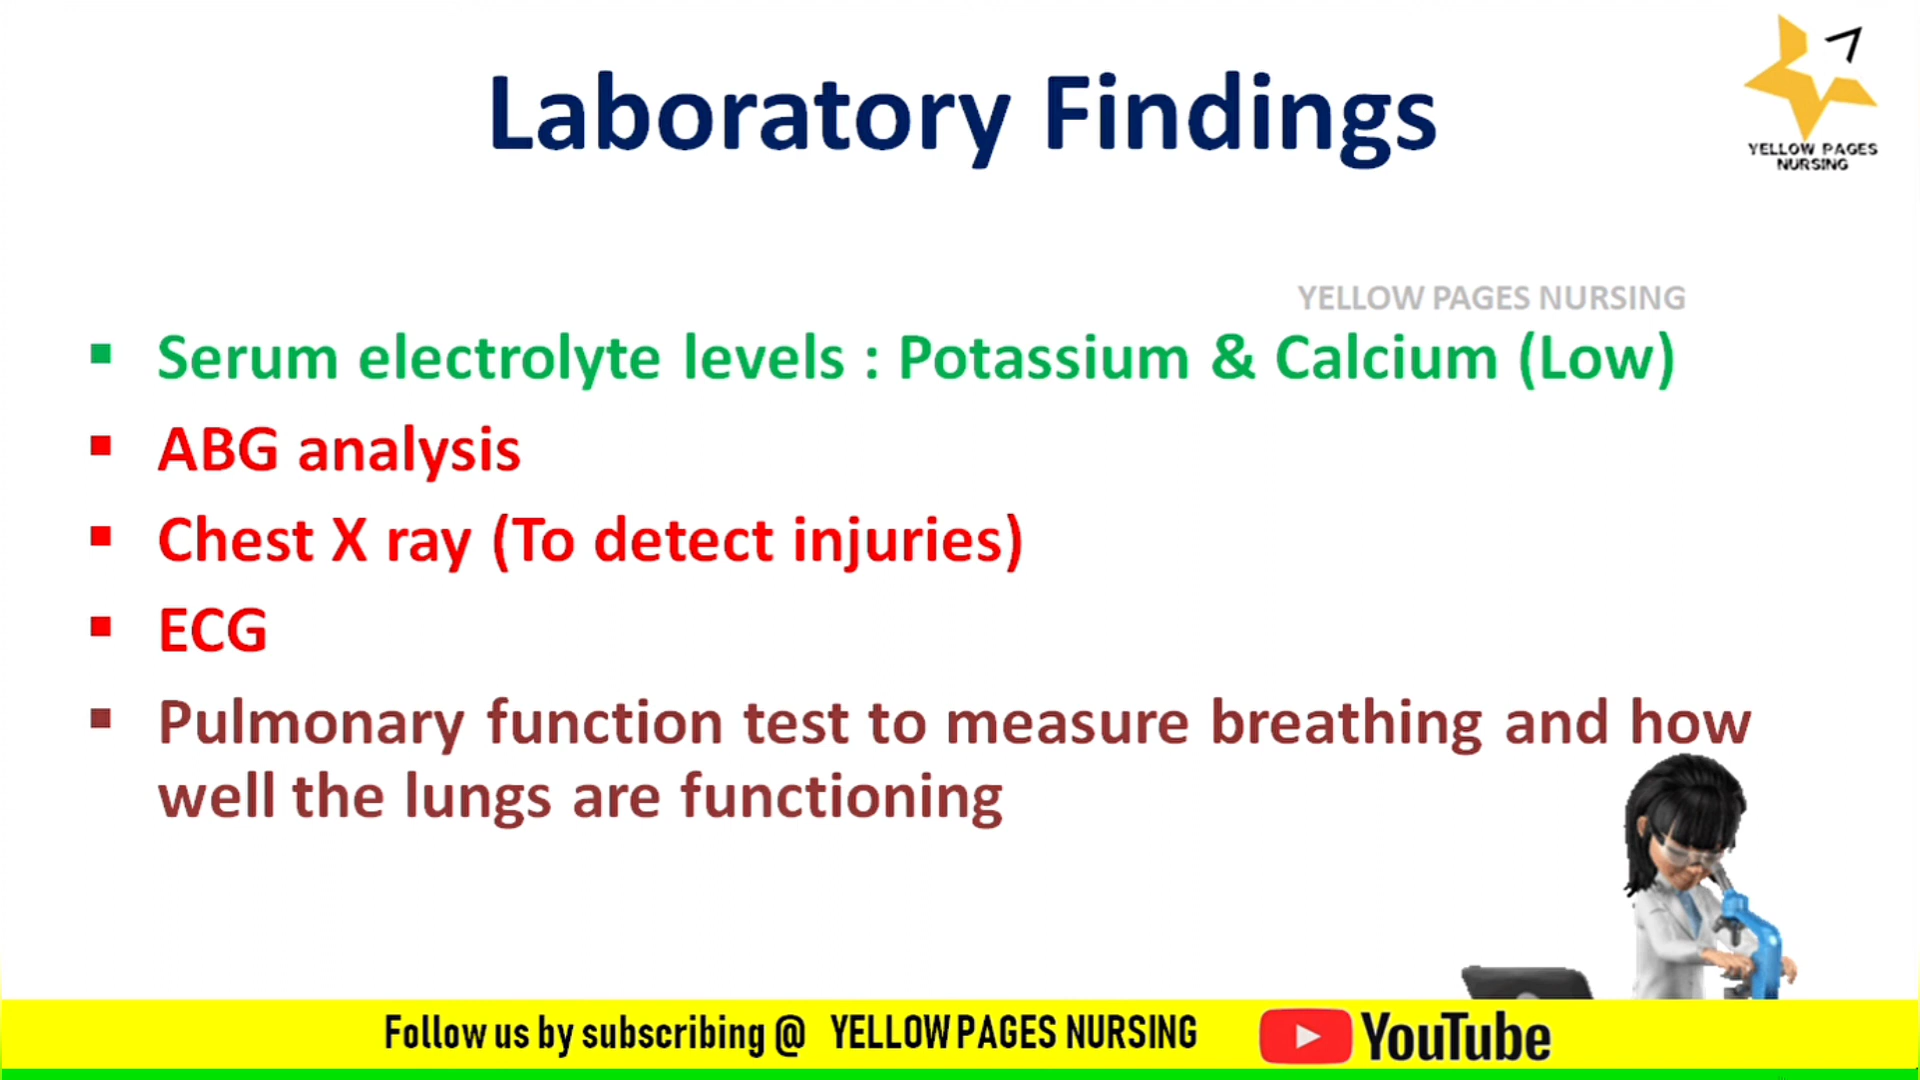 Laboratory Findings
YELLOW PAGES
NURSING
YELLOW PAGES NURSING
▪ Serum electrolyte levels : Potassium & Calcium (Low)
▪ ABG analysis
▪ Chest X ray (To detect injuries)
▪ ECG
▪ Pulmonary function test to measure breathing and how
well the lungs are functioning
Follow us by subscribing @ YELLOW PAGES NURSING YouTube